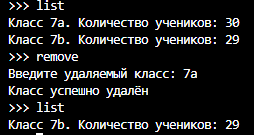 >>> list
Класс 7a. Количество учеников: 30
Класс 7b. Количество учеников: 29
>>> remove
Введите удаляемый класс: 7a
Класс успешно удалён
>>> list
Класс 7b. Количество учеников: 29